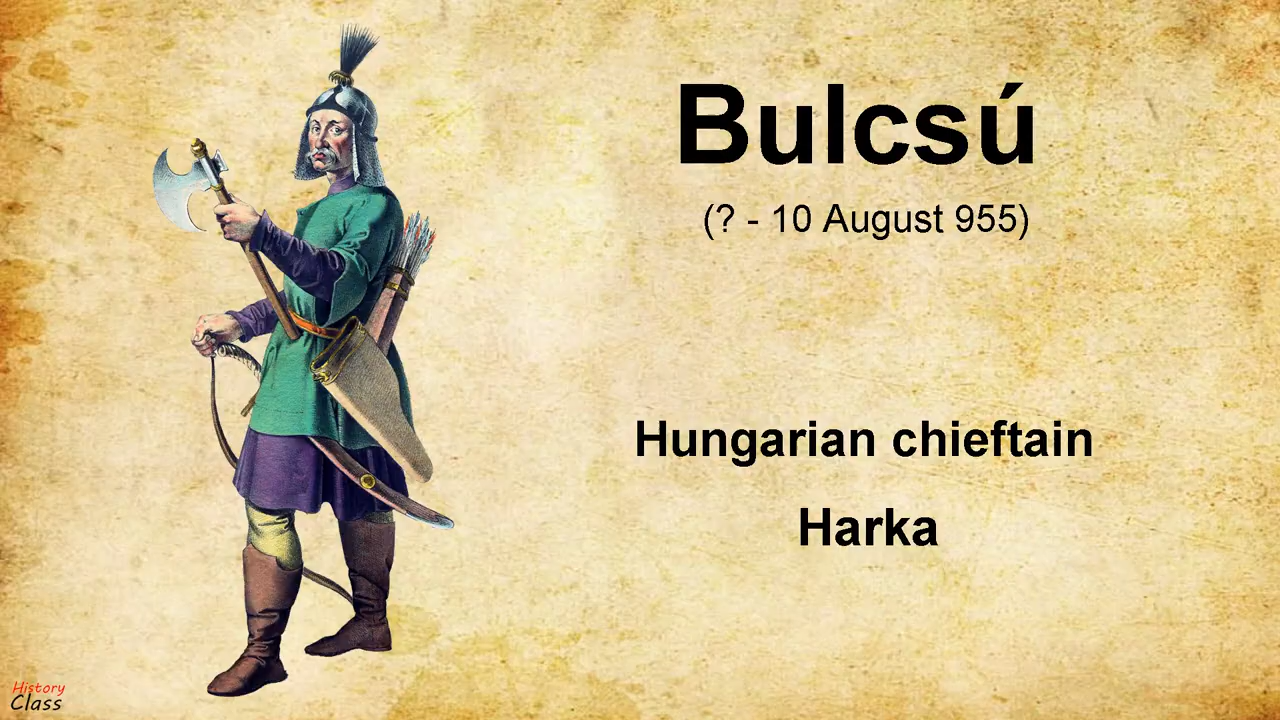 Bulcsú
(? - 10 August 955)
Hungarian chieftain
Harka
History
Class